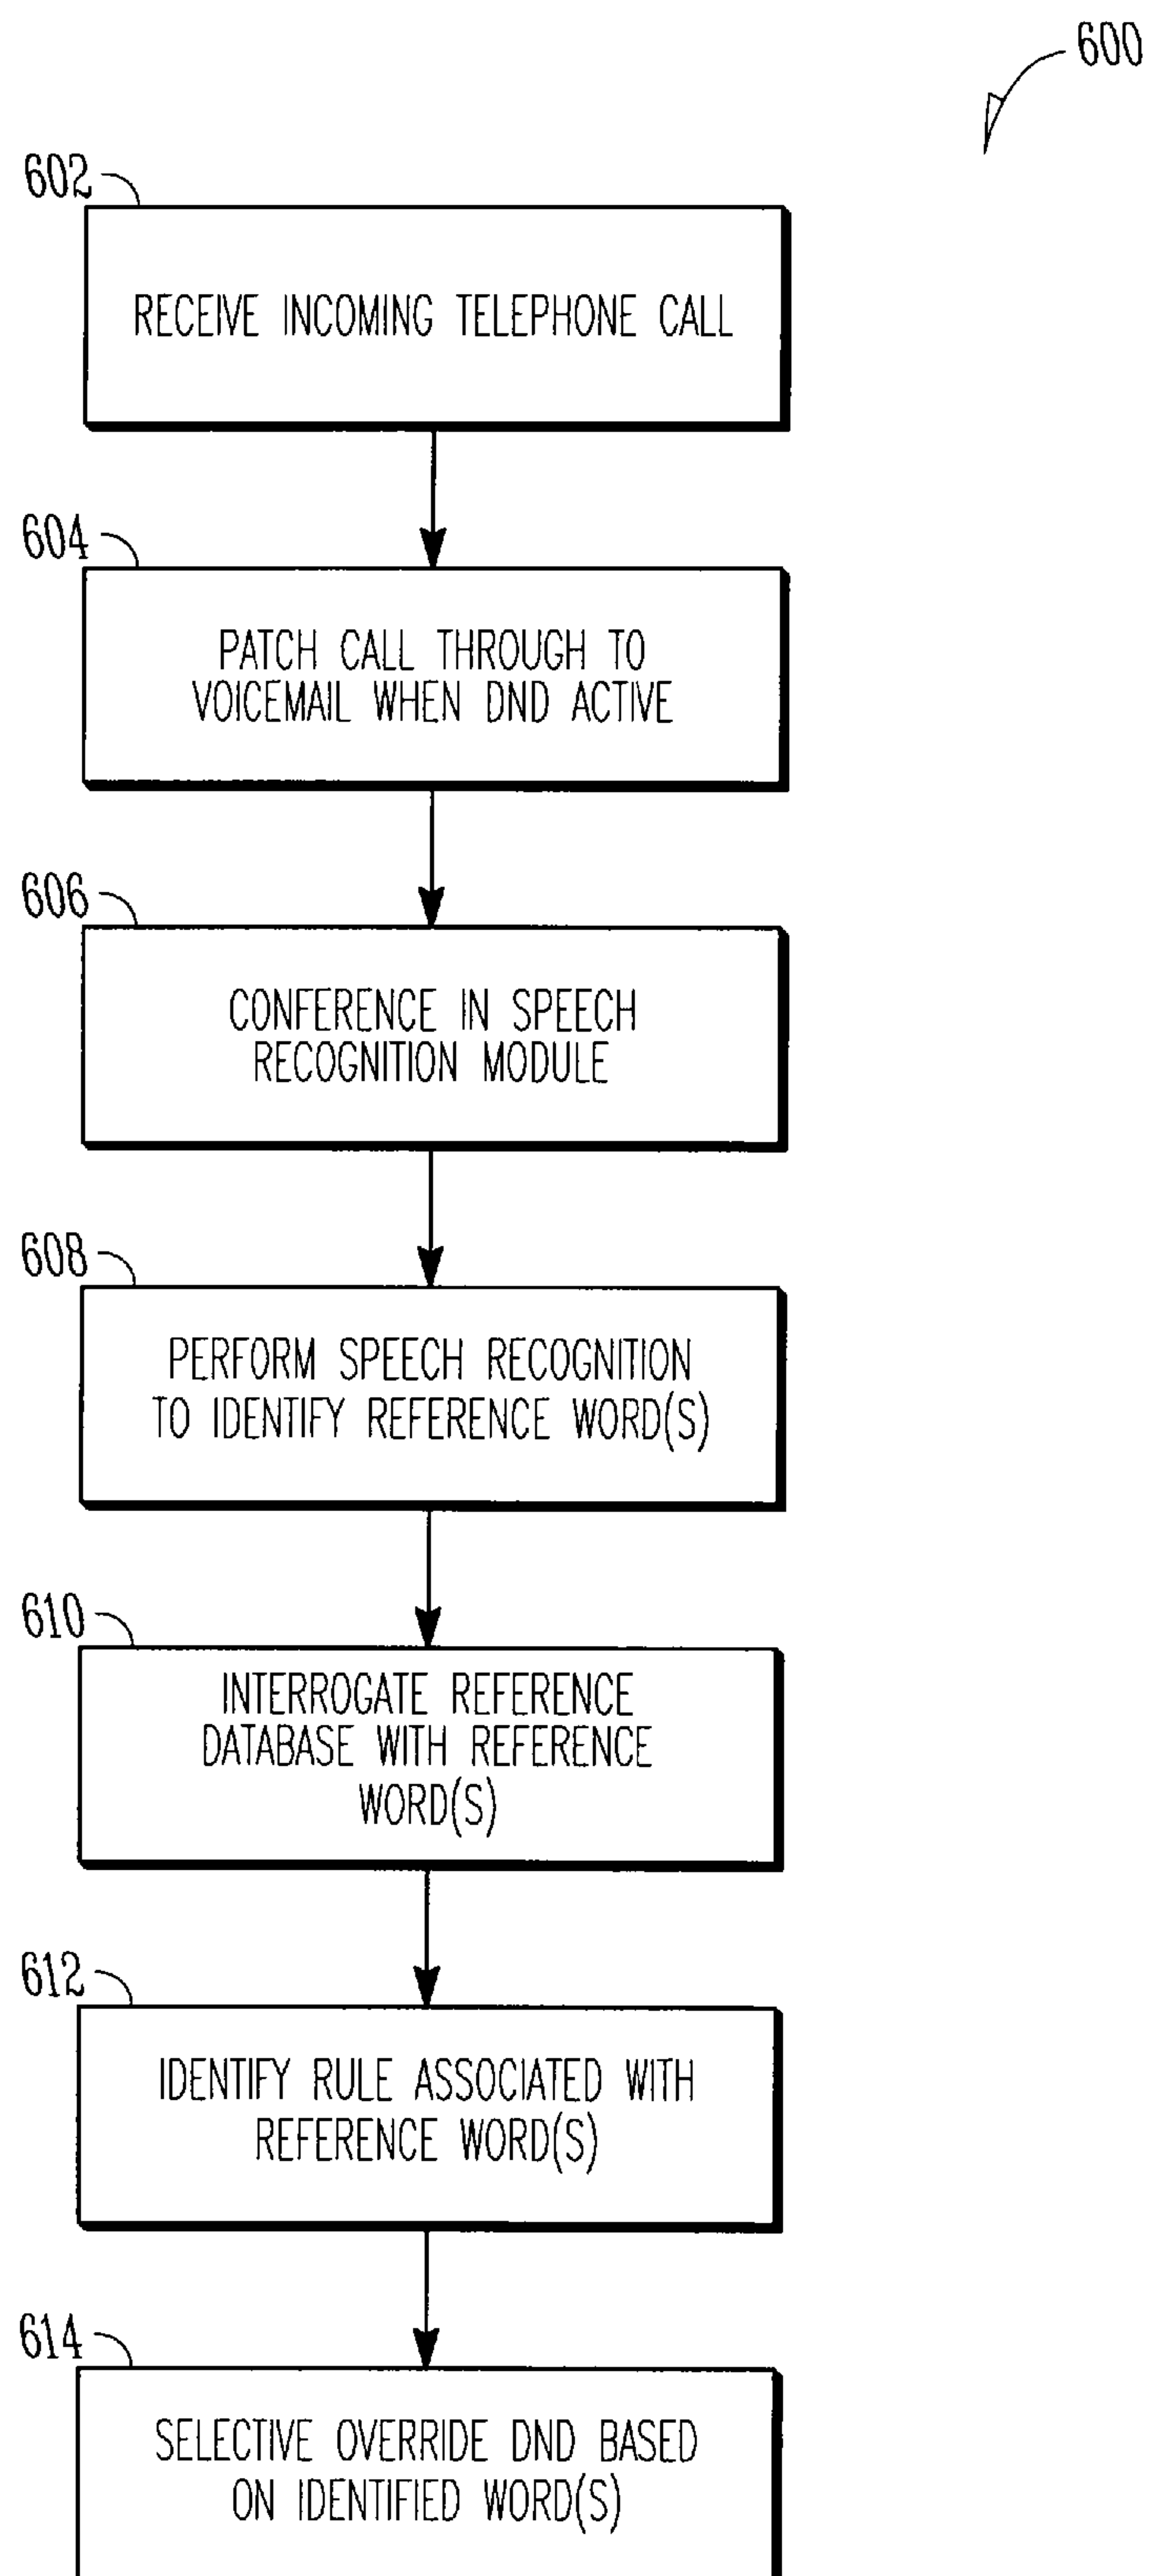 600
602
RECEIVE INCOMING TELEPHONE CALL
604
PATCH CALL THROUGH TO
VOICEMAIL WHEN DND ACTIVE
606
CONFERENCE IN SPEECH
RECOGNITION MODULE
608
PERFORM SPEECH RECOGNITION
TO IDENTIFY REFERENCE WORD(S)
610
INTERROGATE REFERENCE
DATABASE WITH REFERENCE
WORD(S)
612
IDENTIFY RULE ASSOCIATED WITH
REFERENCE WORD(S)
614
SELECTIVE OVERRIDE DND BASED
ON IDENTIFIED WORD(S)